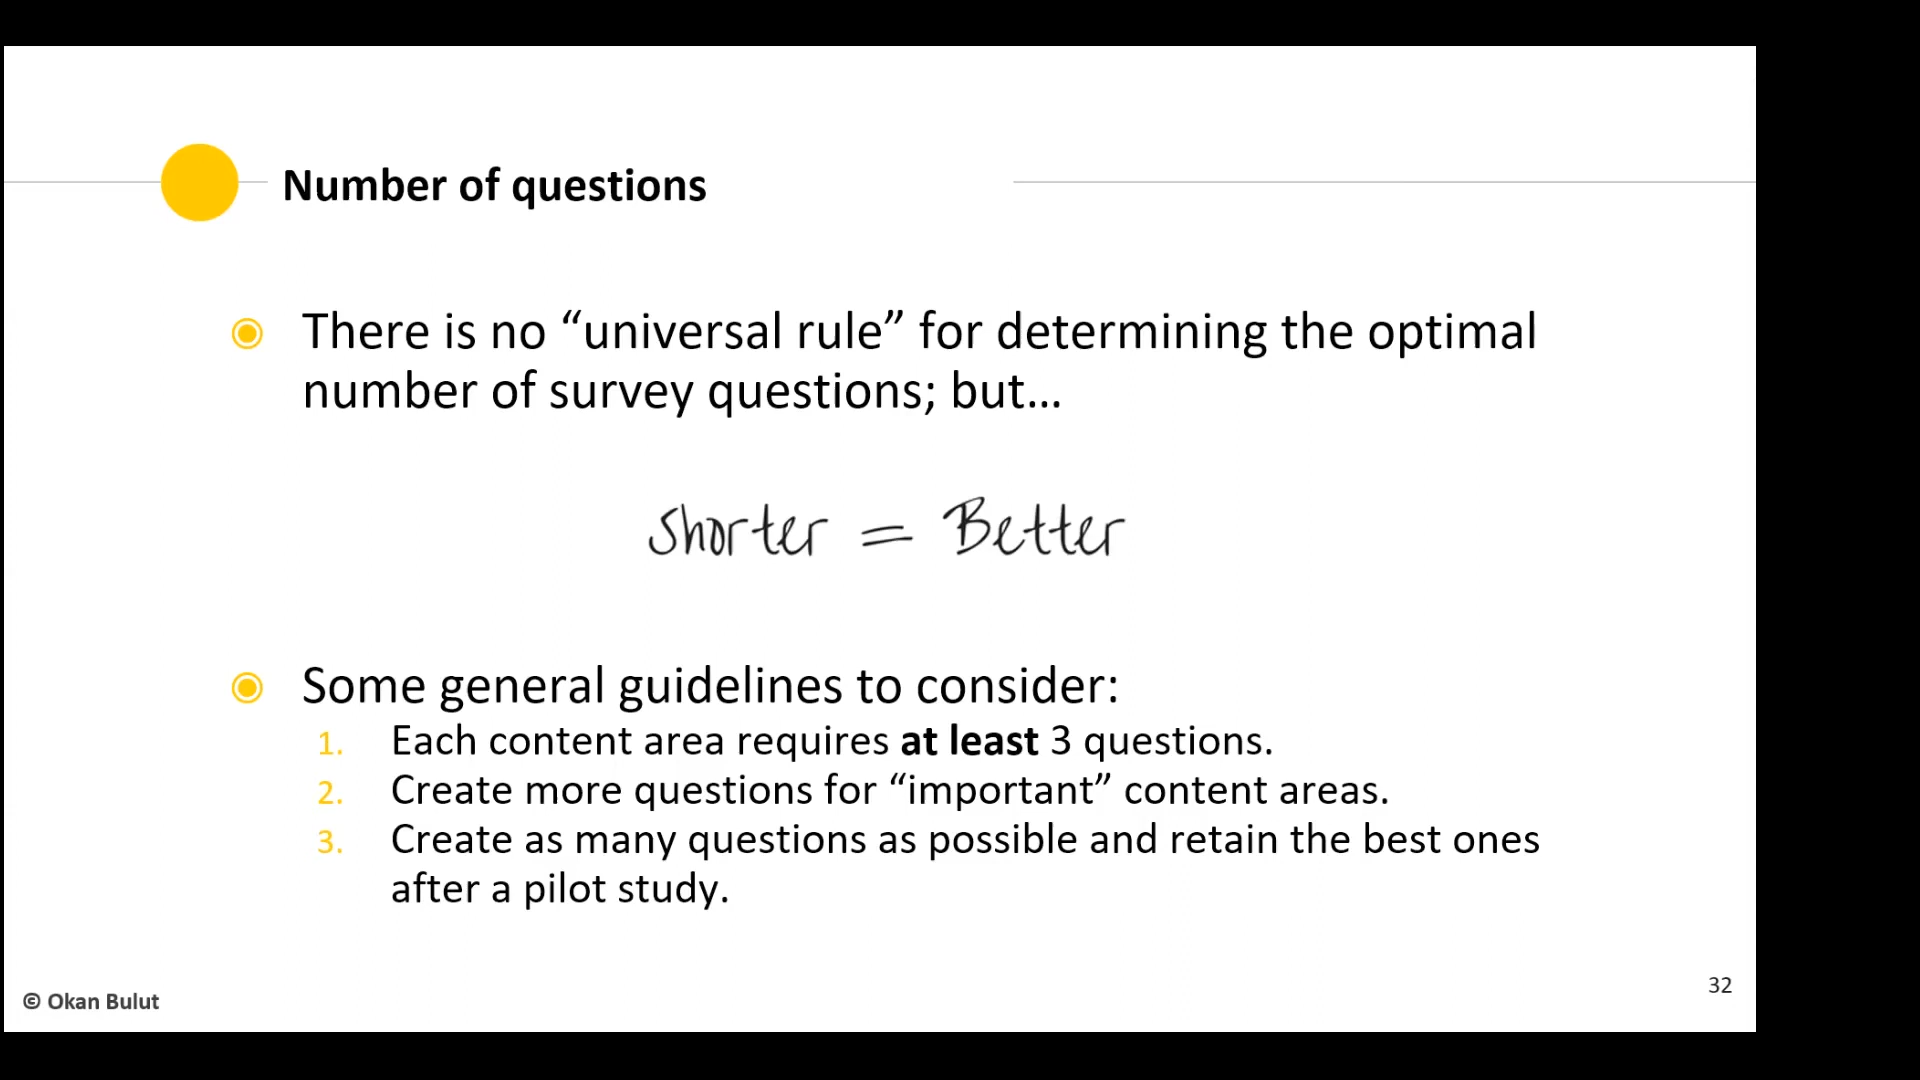 Number of questions
There is no “universal rule” for determining the optimal
number of survey questions; but...
Shorter = Better
Some general guidelines to consider:
1. Each content area requires at least 3 questions.
2. Create more questions for “important” content areas.
3. Create as many questions as possible and retain the best ones
after a pilot study.
32
© Okan Bulut